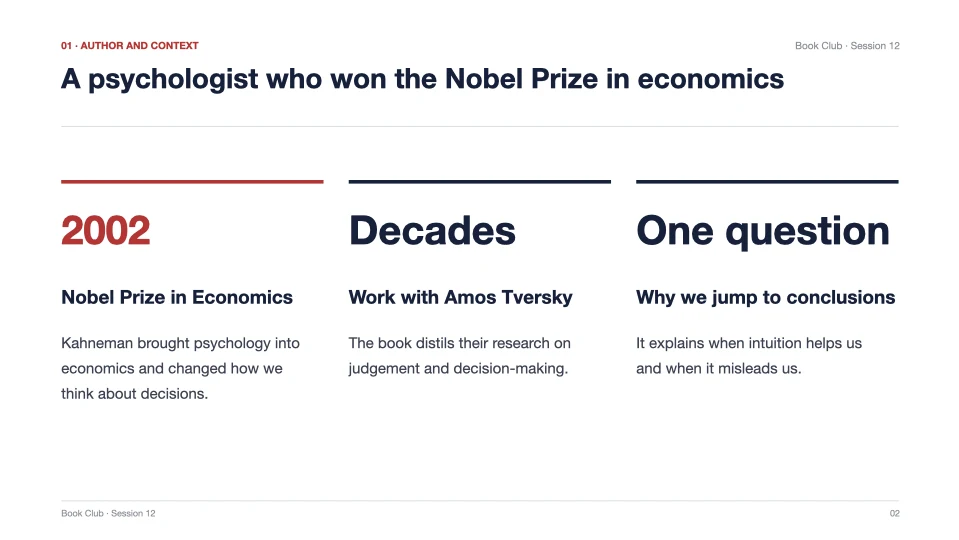 01 · AUTHOR AND CONTEXT
Book Club · Session 12
A psychologist who won the Nobel Prize in economics
2002
Nobel Prize in Economics
Kahneman brought psychology into
economics and changed how we
think about decisions.
Decades
Work with Amos Tversky
The book distils their research on
judgement and decision-making.
One question
Why we jump to conclusions
It explains when intuition helps us
and when it misleads us.
Book Club · Session 12
02